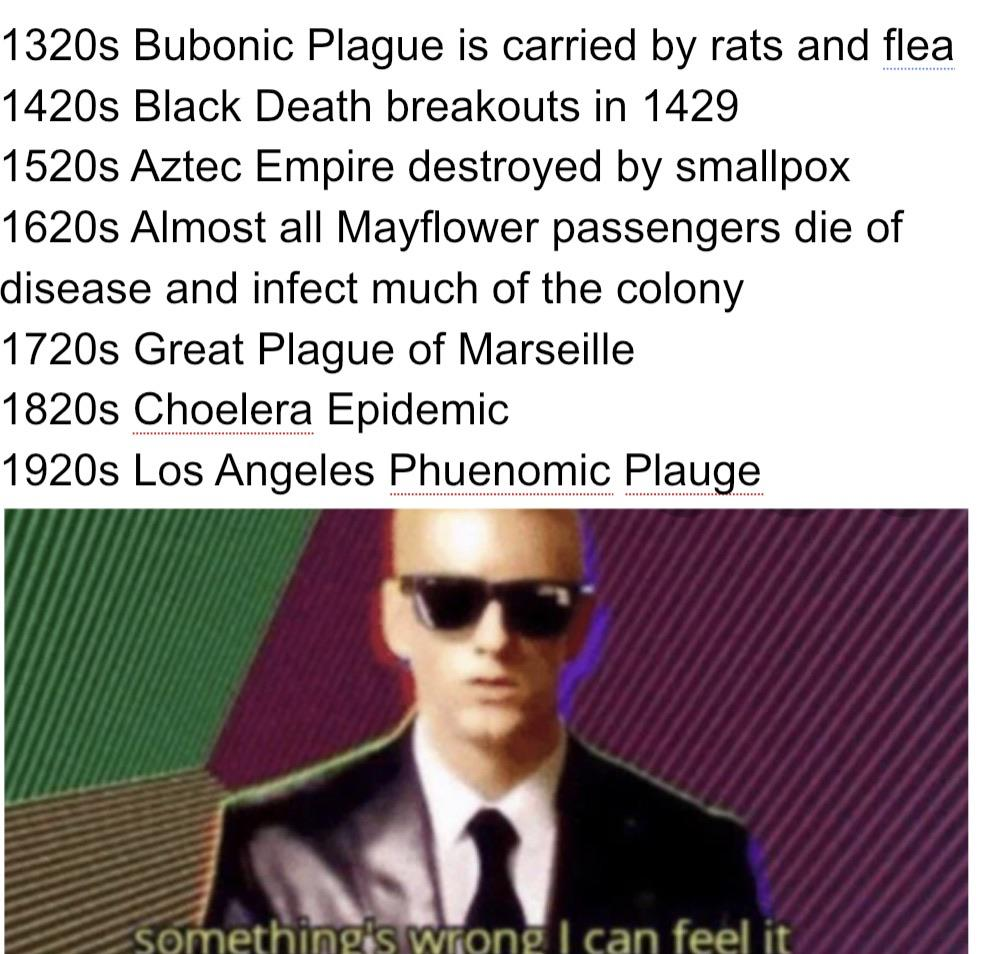 1320s Bubonic Plague is carried by rats and flea
1420s Black Death breakouts in 1429
1520s Aztec Empire destroyed by smallpox
1620s Almost all Mayflower passengers die of
disease and infect much of the colony
1720s Great Plague of Marseille
1820s Choelera Epidemic
1920s Los Angeles Phuenomic Plauge
something's wrong I can feel it